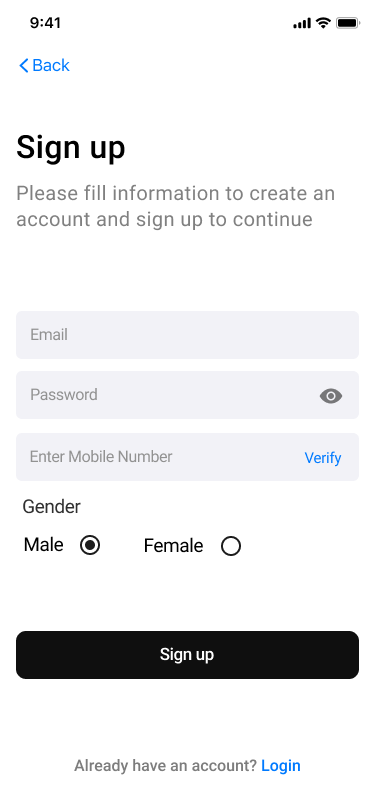 9:41
Back
Sign up
Please fill information to create an
account and sign up to continue
Email
Password
Enter Mobile Number Verify
Gender
Male Female
Sign up
Already have an account? Login